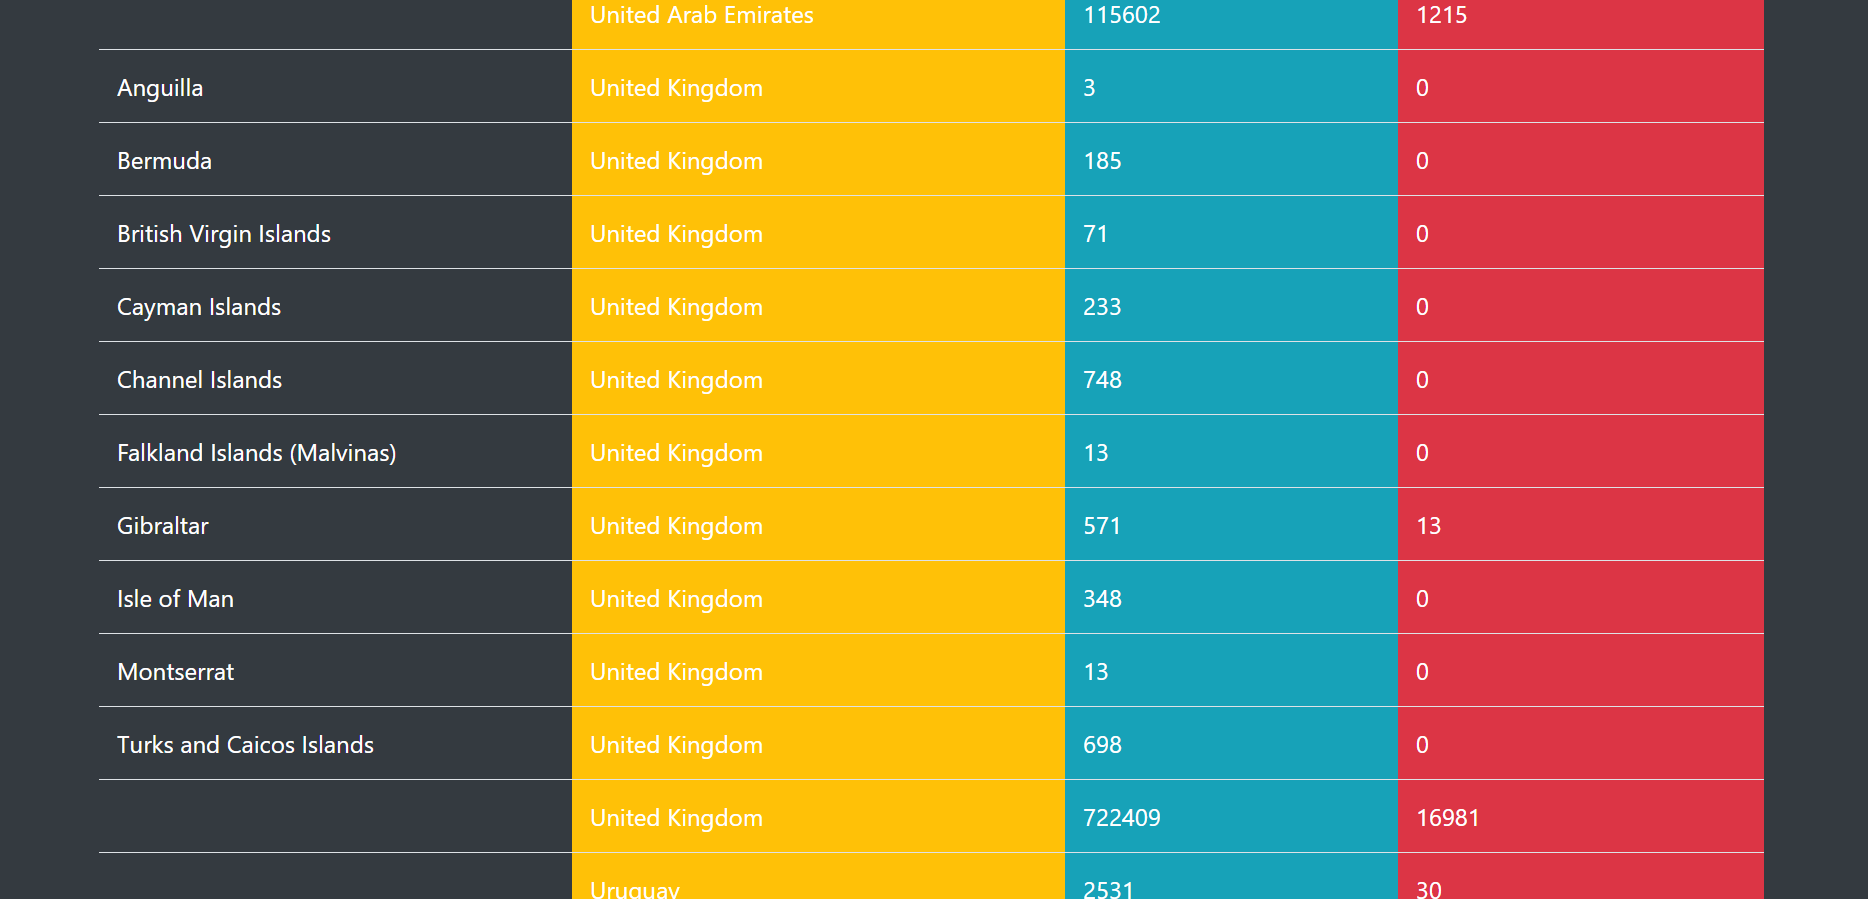 United Arab Emirates 115602 1215
Anguilla United Kingdom 3 0
Bermuda United Kingdom 185 0
British Virgin Islands United Kingdom 71 0
Cayman Islands United Kingdom 233 0
Channel Islands United Kingdom 748 0
Falkland Islands (Malvinas) United Kingdom 13 0
Gibraltar United Kingdom 571 13
Isle of Man United Kingdom 348 0
Montserrat United Kingdom 13 0
Turks and Caicos Islands United Kingdom 698 0
United Kingdom 722409 16981
Uruguay 2531 30